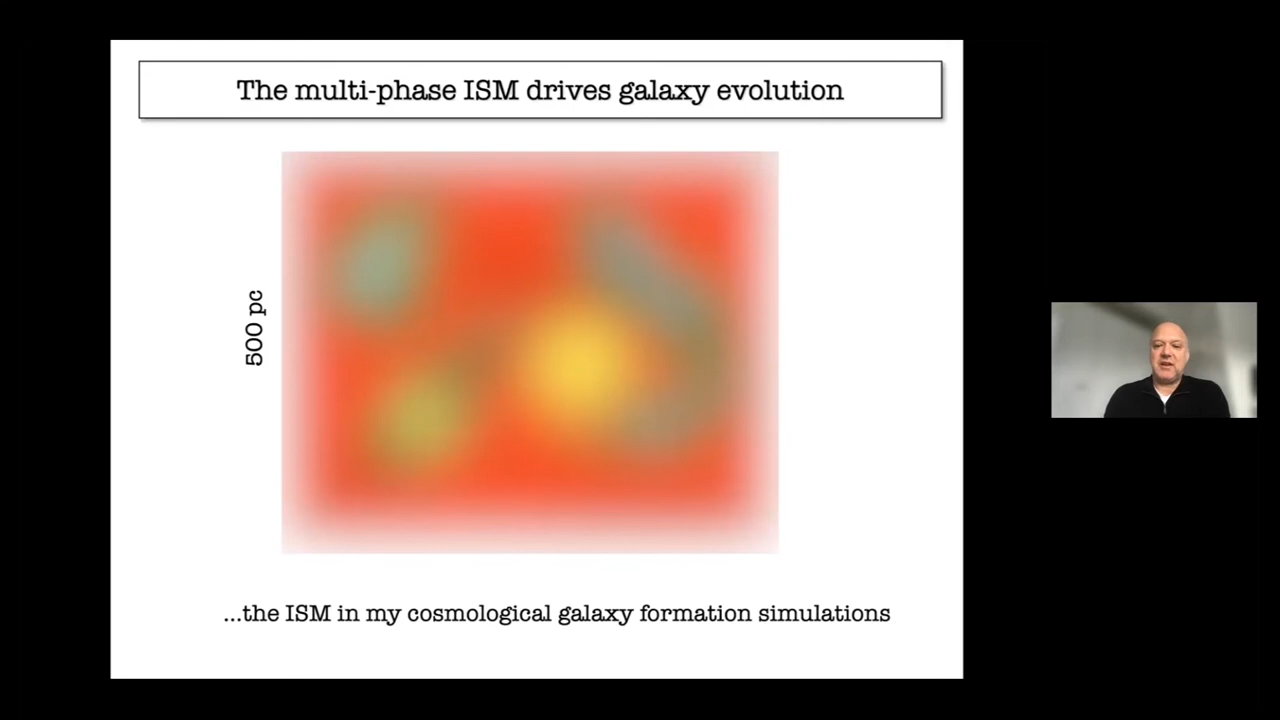 The multi-phase ISM drives galaxy evolution
500 pc
...the ISM in my cosmological galaxy formation simulations